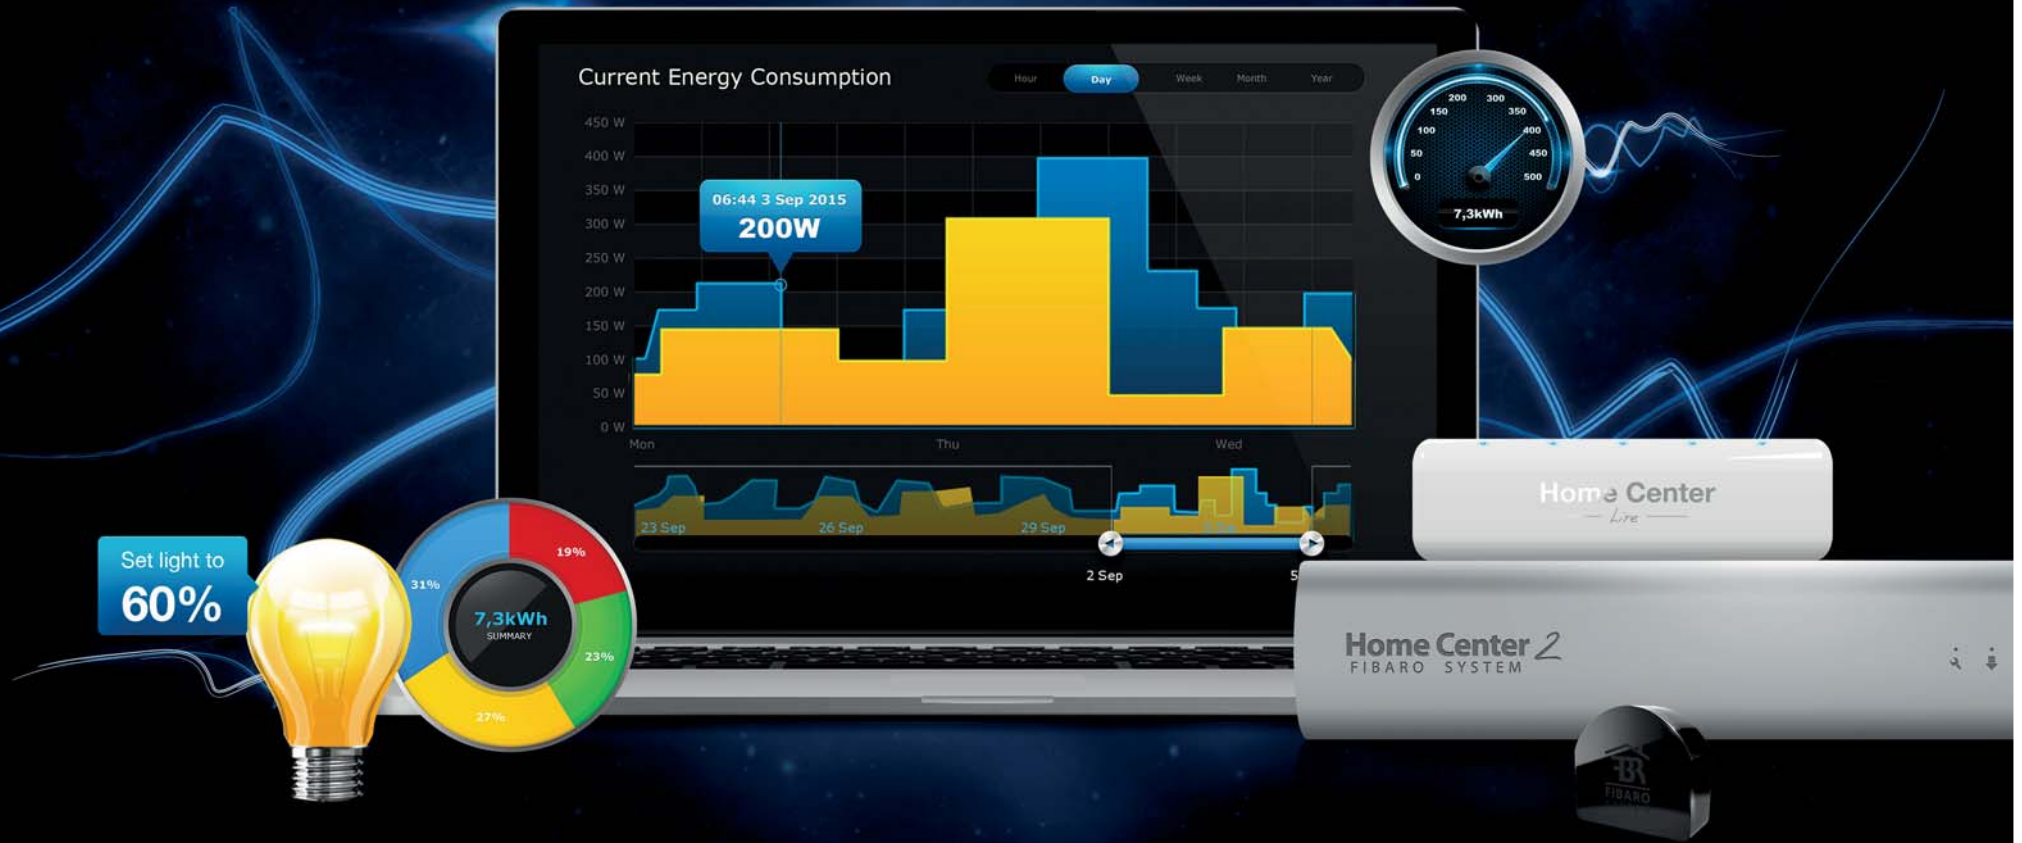 Current Energy Consumption
Hour
Day
Week
Month
Year
450 W
400 W
350 W
300 W
250 W
200 W
150 W
100 W
50 W
0 W
06:44 3 Sep 2015
200W
Mon
Thu
Wed
23 Sep
26 Sep
29 Sep
2 Sep
5
0
50
100
150
200
300
350
400
450
500
7,3kWh
Set light to
60%
31%
19%
23%
27%
7,3kWh
SUMMARY
Home Center
Lite
Home Center 2
FIBARO SYSTEM
FIBARO